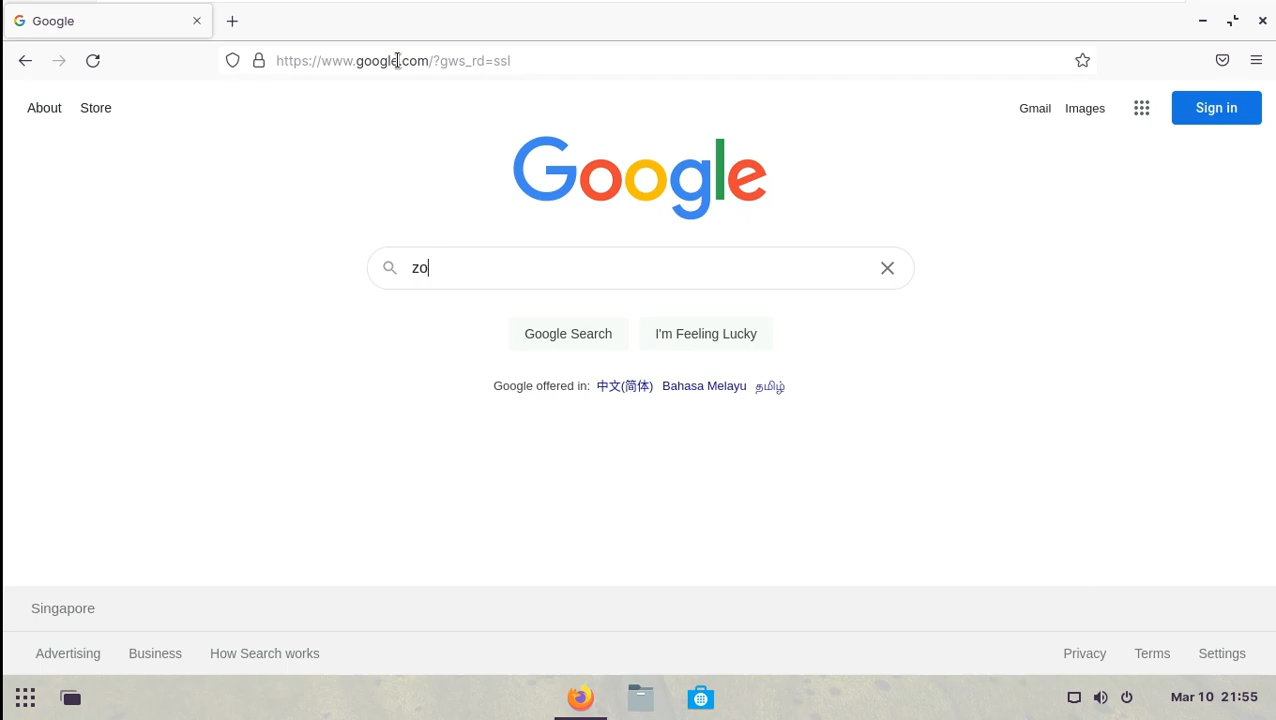 Google
https://www.google.com/?gws_rd=ssl
About Store
Gmail Images Sign in
Google
zo
Google Search I'm Feeling Lucky
Google offered in: 中文(简体) Bahasa Melayu தமிழ்
Singapore
Advertising Business How Search works
Privacy Terms Settings
Mar 10 21:55